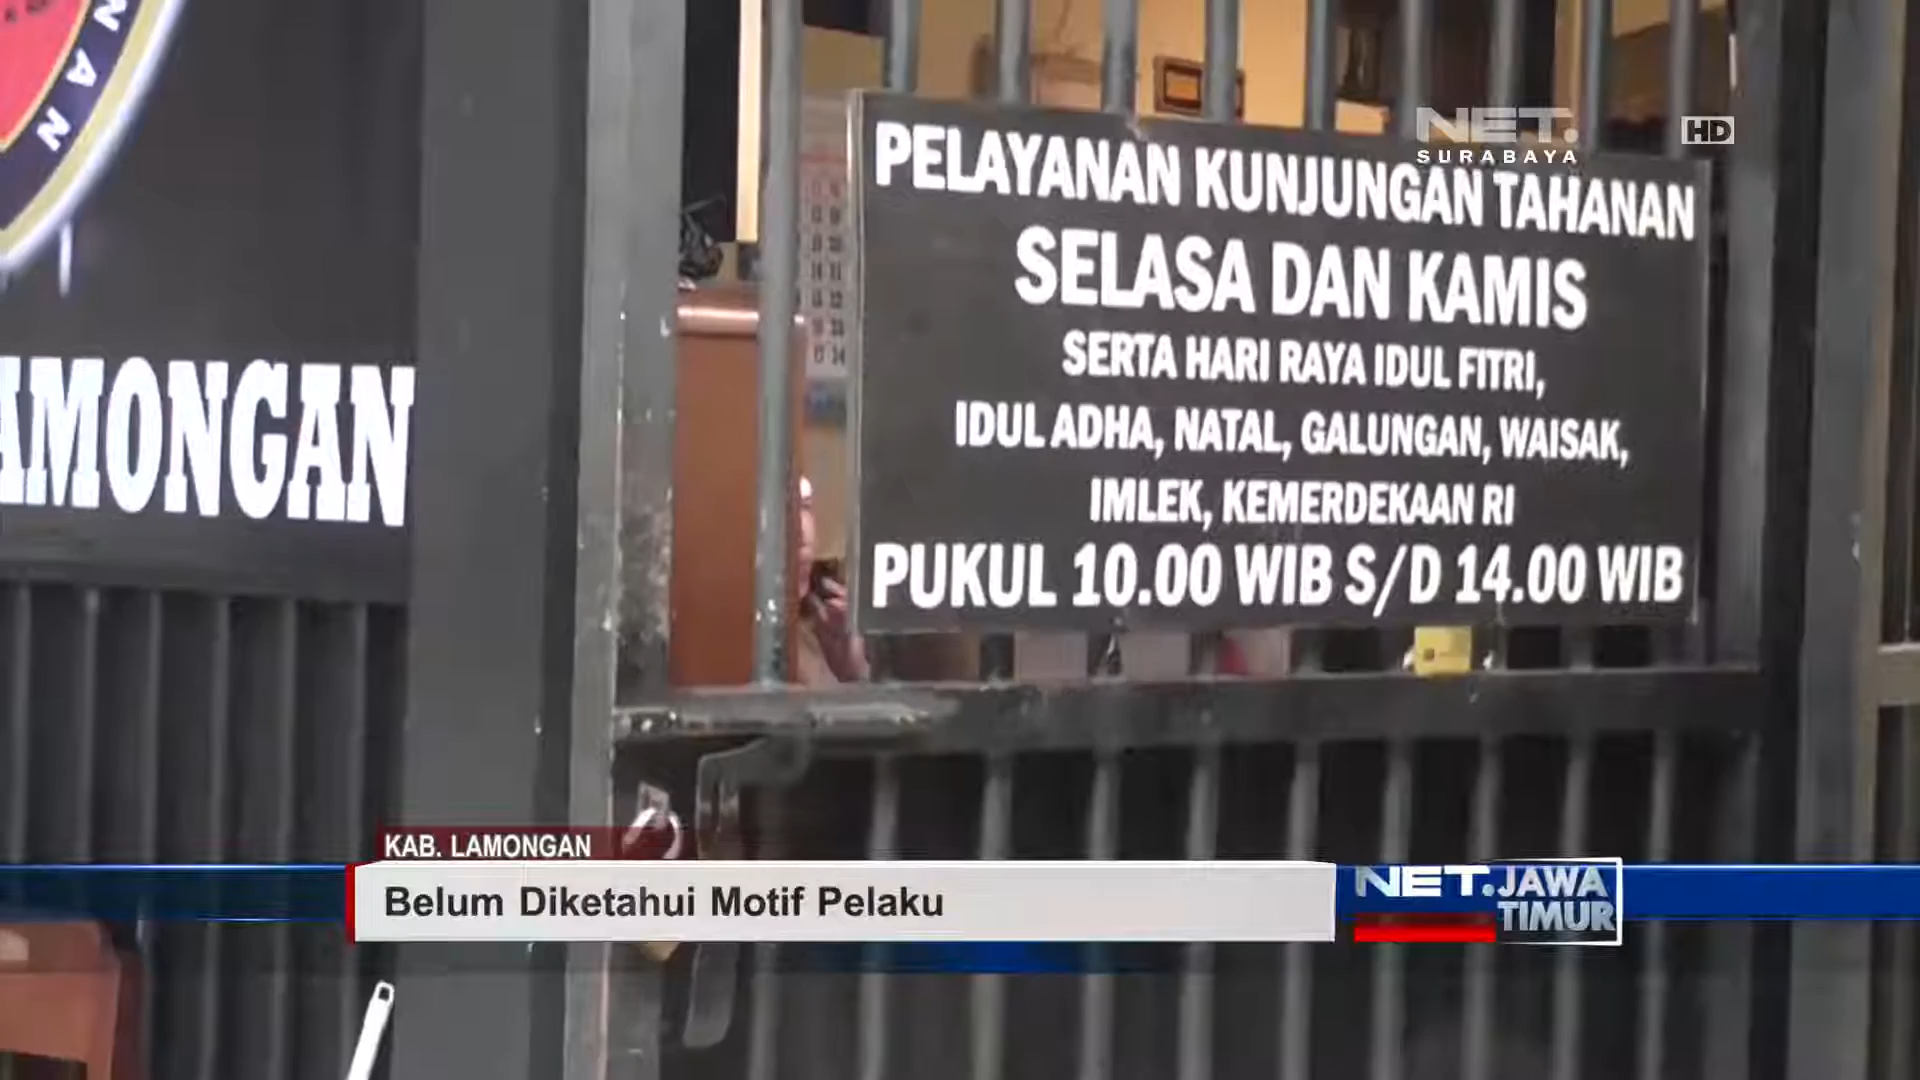 NET.
SURABAYA
HD
PELAYANAN KUNJUNGAN TAHANAN
SELASA DAN KAMIS
SERTA HARI RAYA IDUL FITRI,
IDUL ADHA, NATAL, GALUNGAN, WAISAK,
IMLEK, KEMERDEKAAN RI
PUKUL 10.00 WIB S/D 14.00 WIB
AMONGAN
KAB. LAMONGAN
Belum Diketahui Motif Pelaku
NET. JAWA
TIMUR